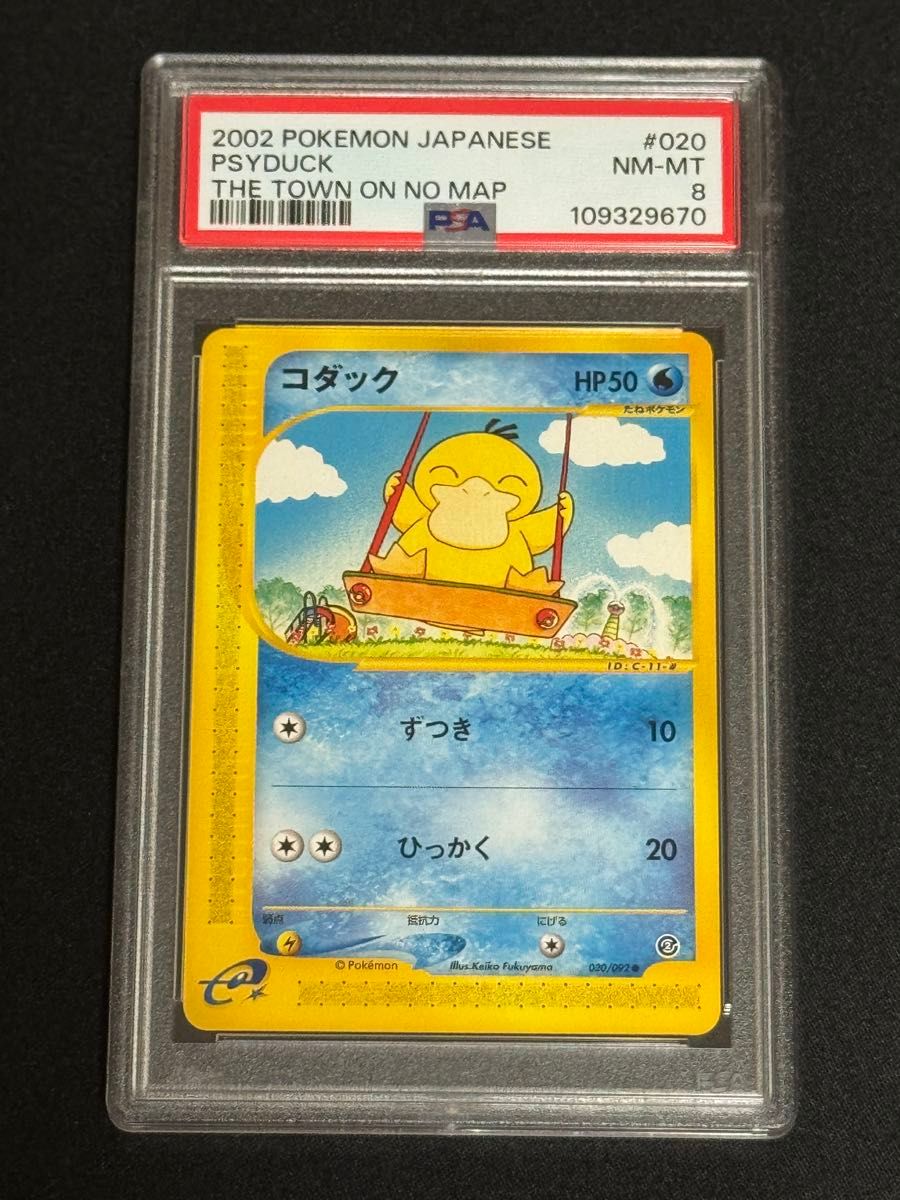 2002 POKEMON JAPANESE #020
PSYDUCK NM-MT
THE TOWN ON NO MAP 8
PSA 109329670
コダック HP50
たねポケモン
ID:C-11-#
ずつき 10
ひっかく 20
弱点 抵抗力 にげる
© Pokémon Illus.Keiko Fukuyama 020/092
e
PSA